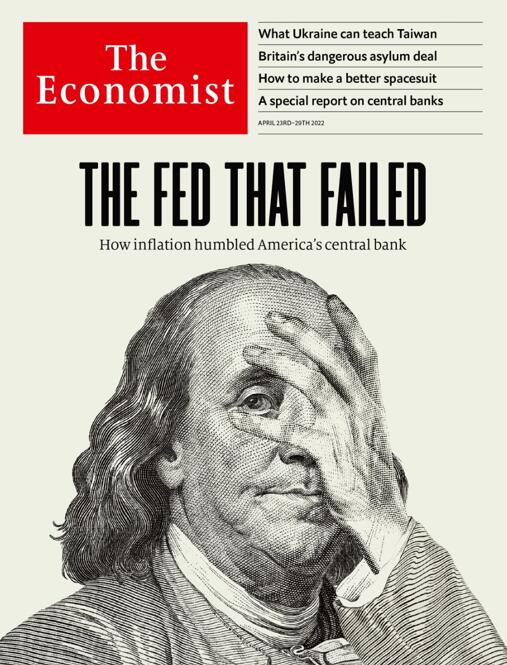 The
Economist
What Ukraine can teach Taiwan
Britain's dangerous asylum deal
How to make a better spacesuit
A special report on central banks
APRIL 23RD–29TH 2022
THE FED THAT FAILED
How inflation humbled America's central bank